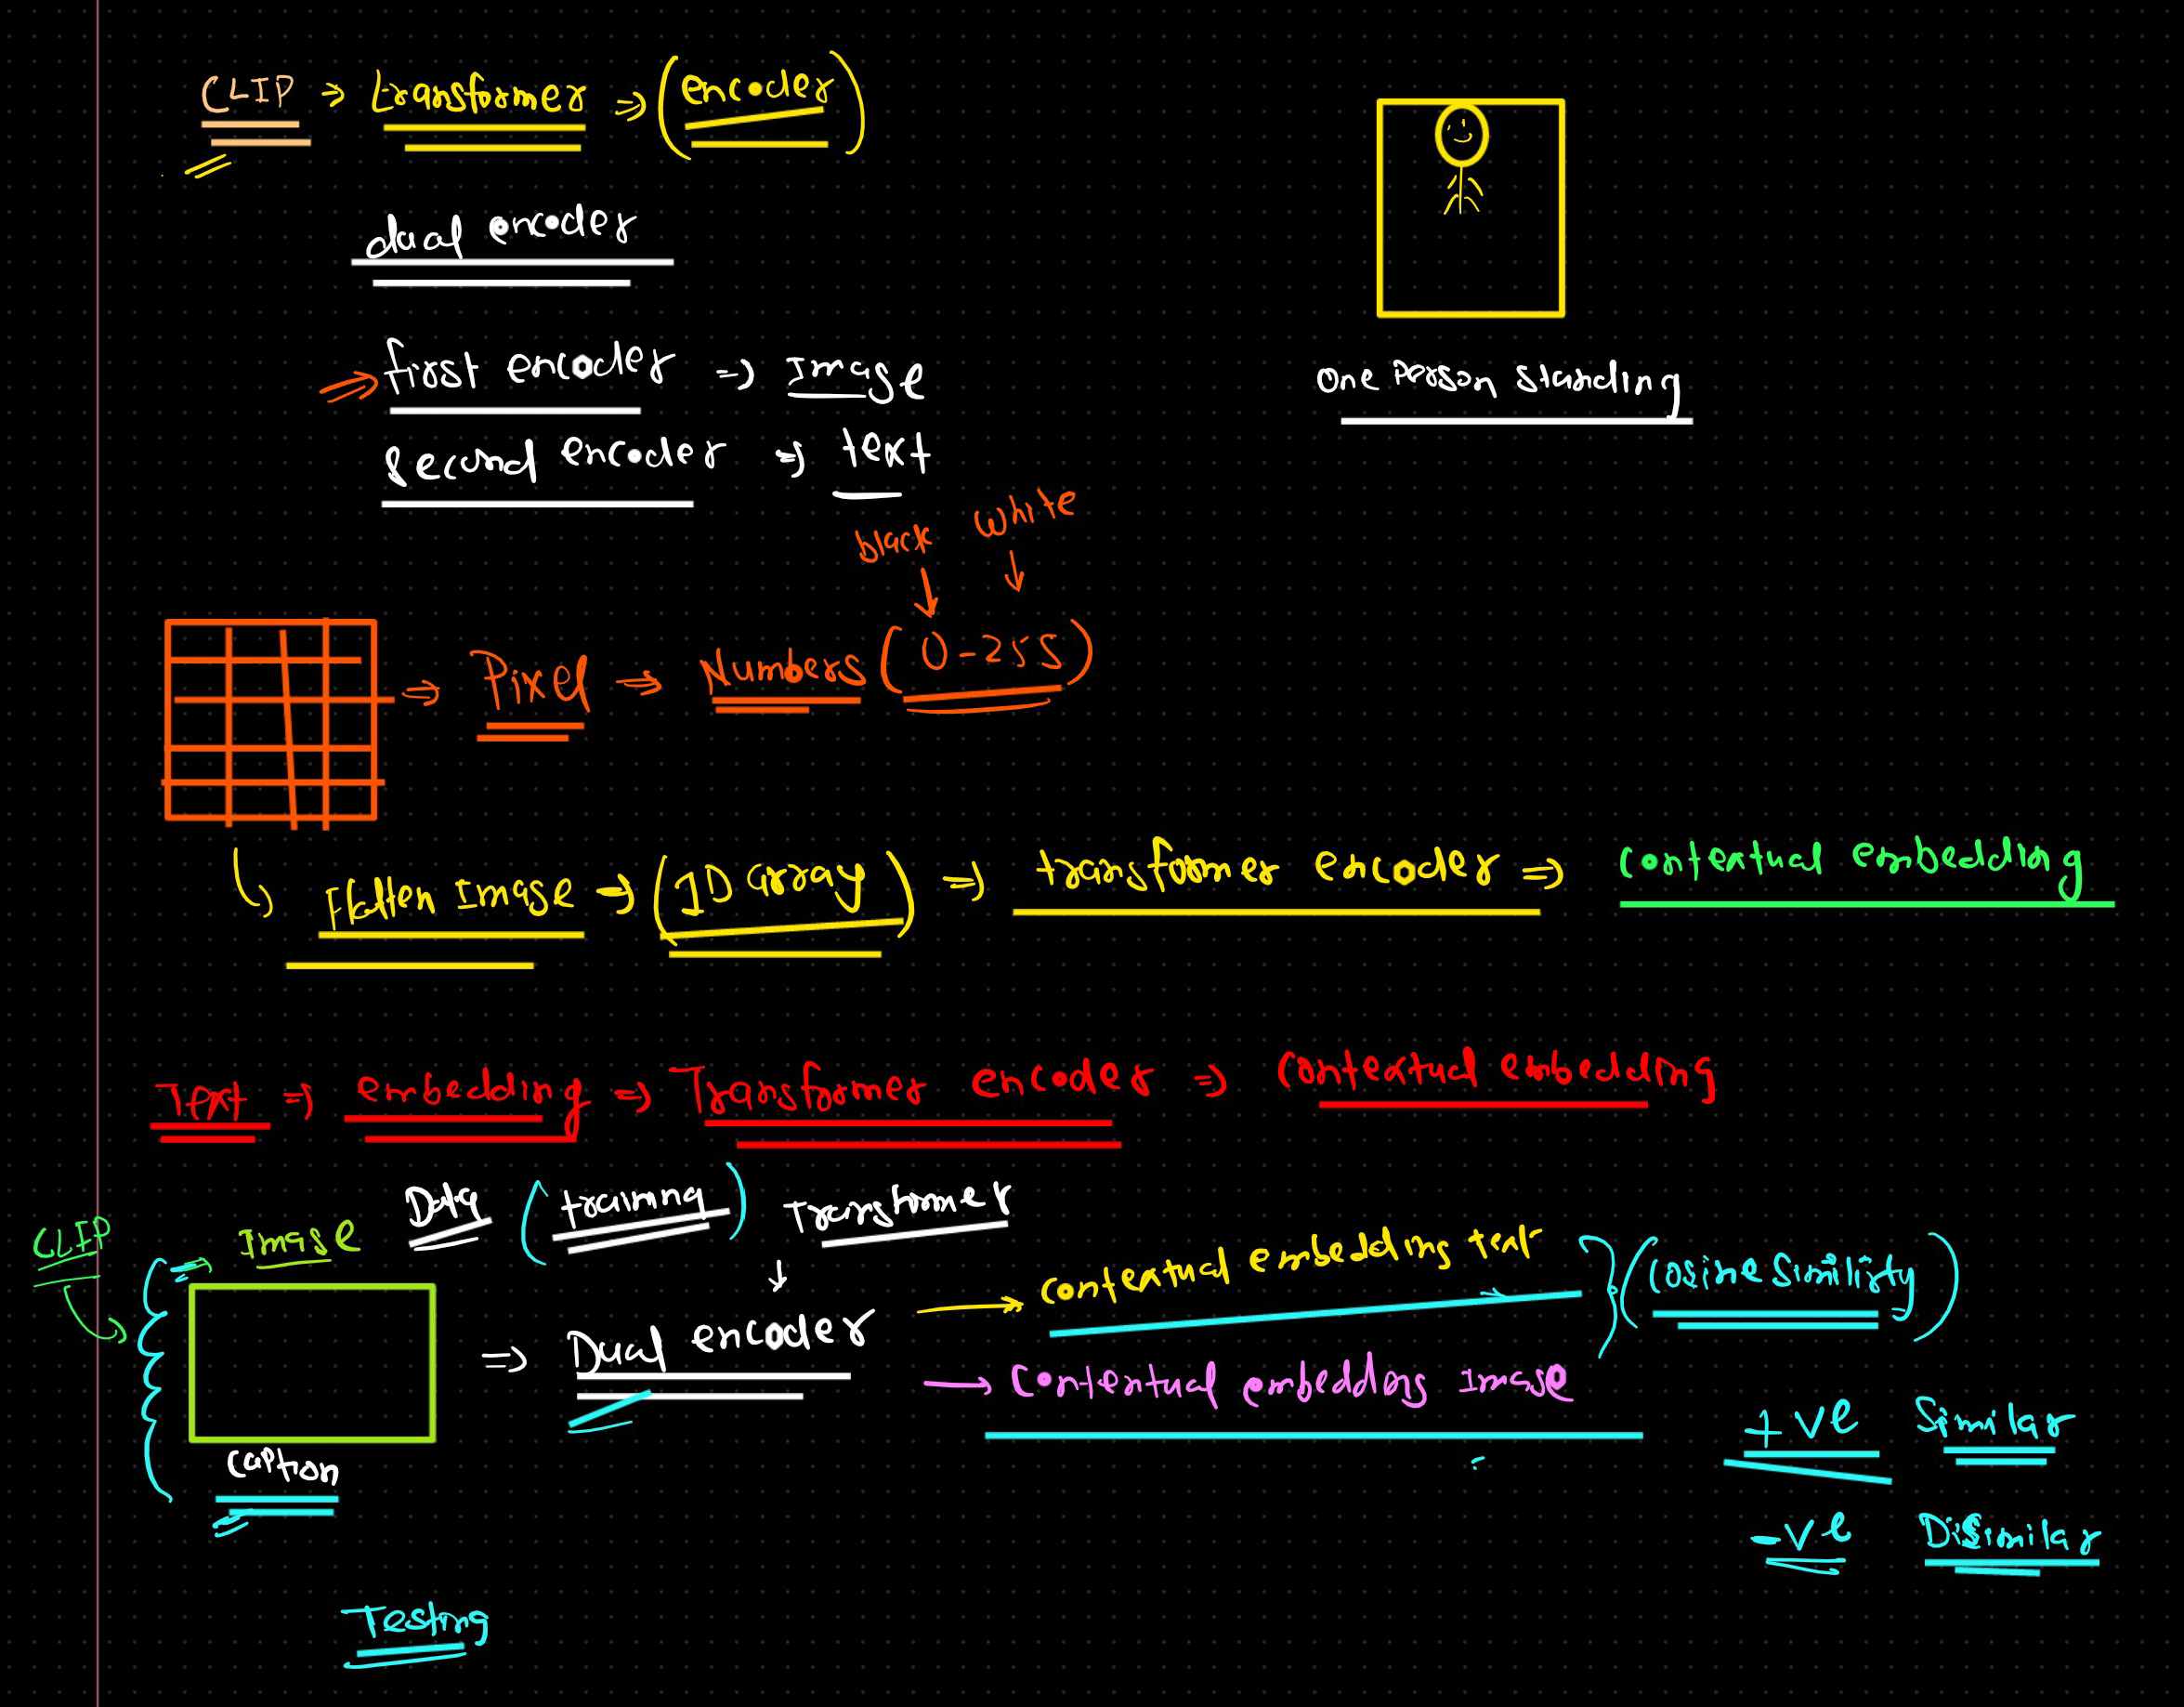 CLIP ⇒ transformer ⇒ (encoder)
dual encoder
first encoder ⇒ Image
second encoder ⇒ text
One Person Standing
black white
⇒ Pixel ⇒ Numbers (0-255)
Flatten Image → (1D array) ⇒ transformer encoder ⇒ Contextual embedding
Text ⇒ embedding ⇒ Transformer encoder ⇒ Contextual embedding
Data (training) Transformer
CLIP
Image
⇒ Dual encoder
→ contextual embedding text
→ Contextual embedding Image
(cosine similirty)
Caption
+ve Similar
-ve Disimilar
Testing